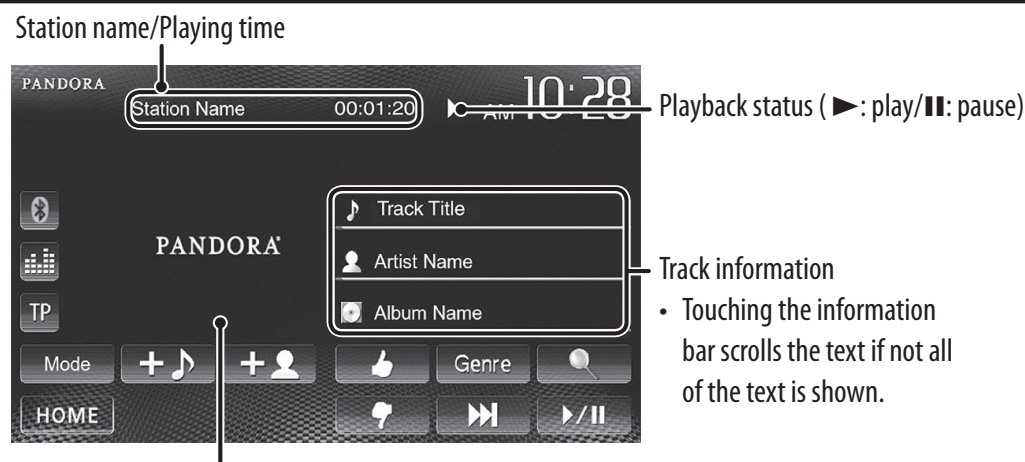 Station name/Playing time
PANDORA
Station Name 00:01:20
AM 10:28
Playback status ( ►: play/❚❚: pause)
Track Title
PANDORA
Artist Name
Track information
TP
Album Name
• Touching the information
bar scrolls the text if not all
of the text is shown.
Mode
Genre
HOME